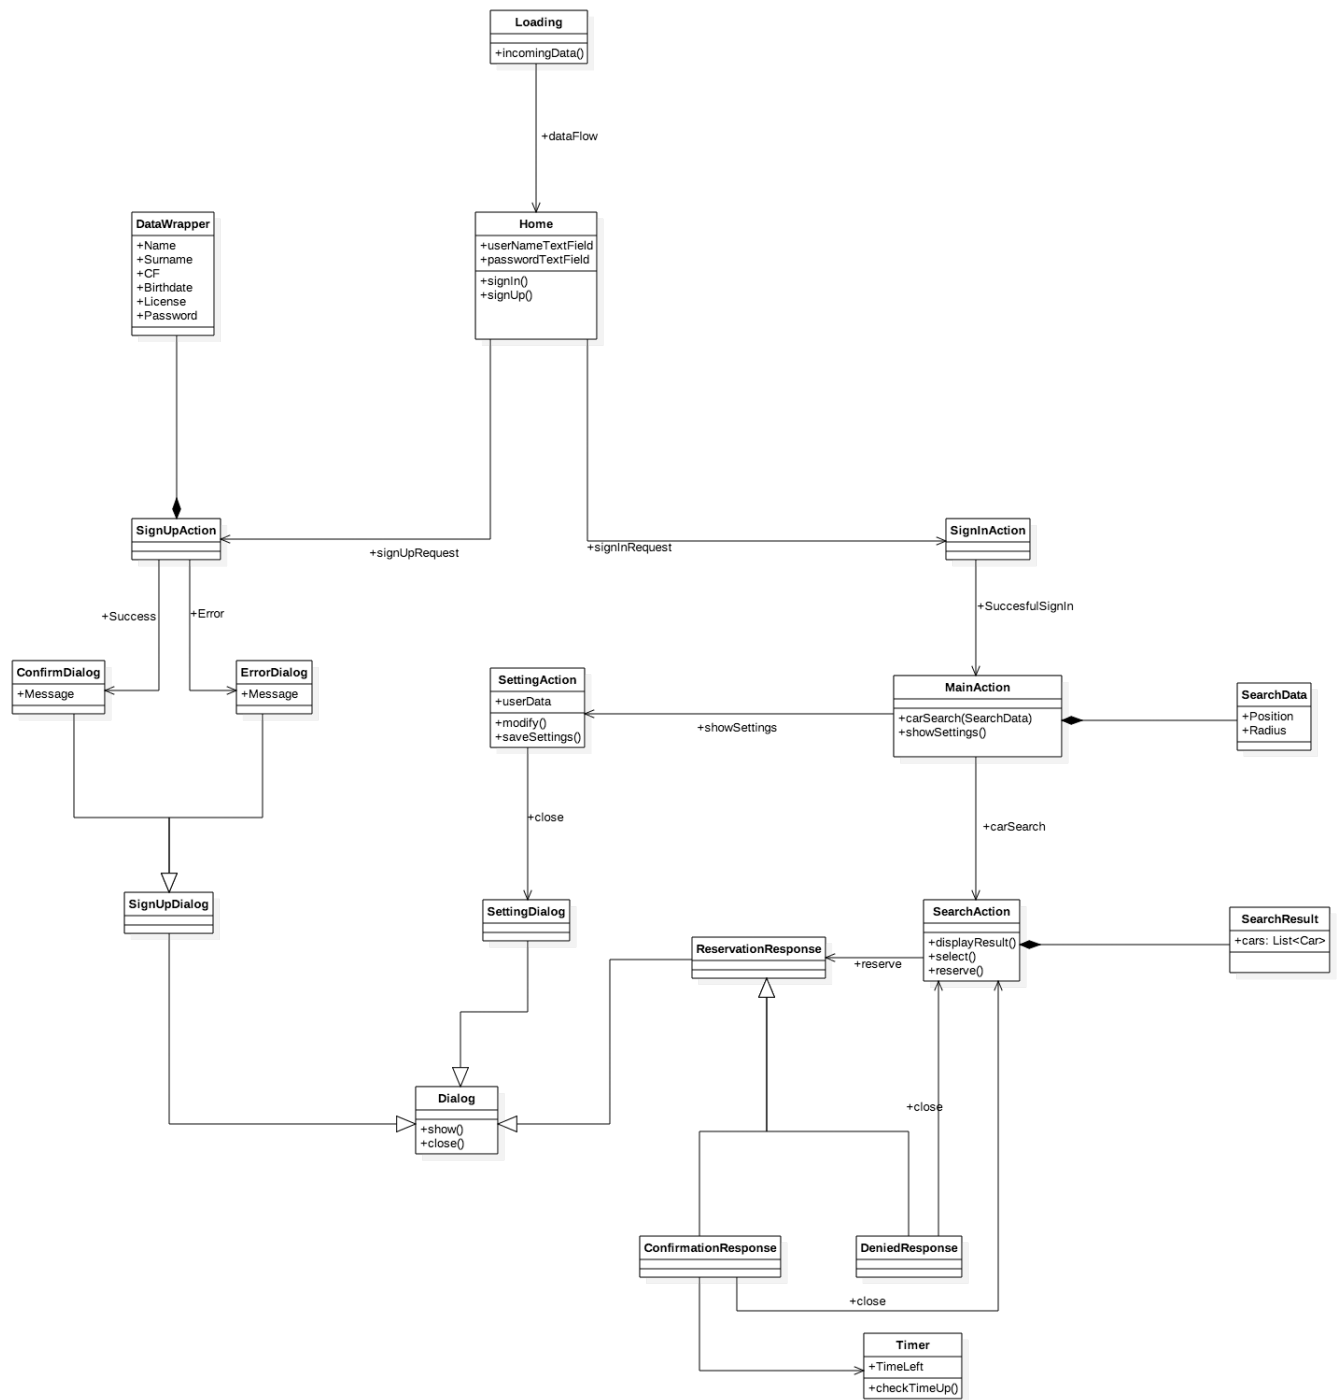 Loading
+incomingData()
+dataFlow
DataWrapper
+Name
+Surname
+CF
+Birthdate
+License
+Password
Home
+userNameTextField
+passwordTextField
+signIn()
+signUp()
SignUpAction
+signUpRequest
+signInRequest
SignInAction
+Success
+Error
+SuccesfulSignIn
ConfirmDialog
+Message
ErrorDialog
+Message
SettingAction
+userData
+modify()
+saveSettings()
+showSettings
MainAction
+carSearch(SearchData)
+showSettings()
SearchData
+Position
+Radius
+close
+carSearch
SignUpDialog
SettingDialog
ReservationResponse
+reserve
SearchAction
+displayResult()
+select()
+reserve()
SearchResult
+cars: List<Car>
Dialog
+show()
+close()
+close
ConfirmationResponse
DeniedResponse
+close
Timer
+TimeLeft
+checkTimeUp()